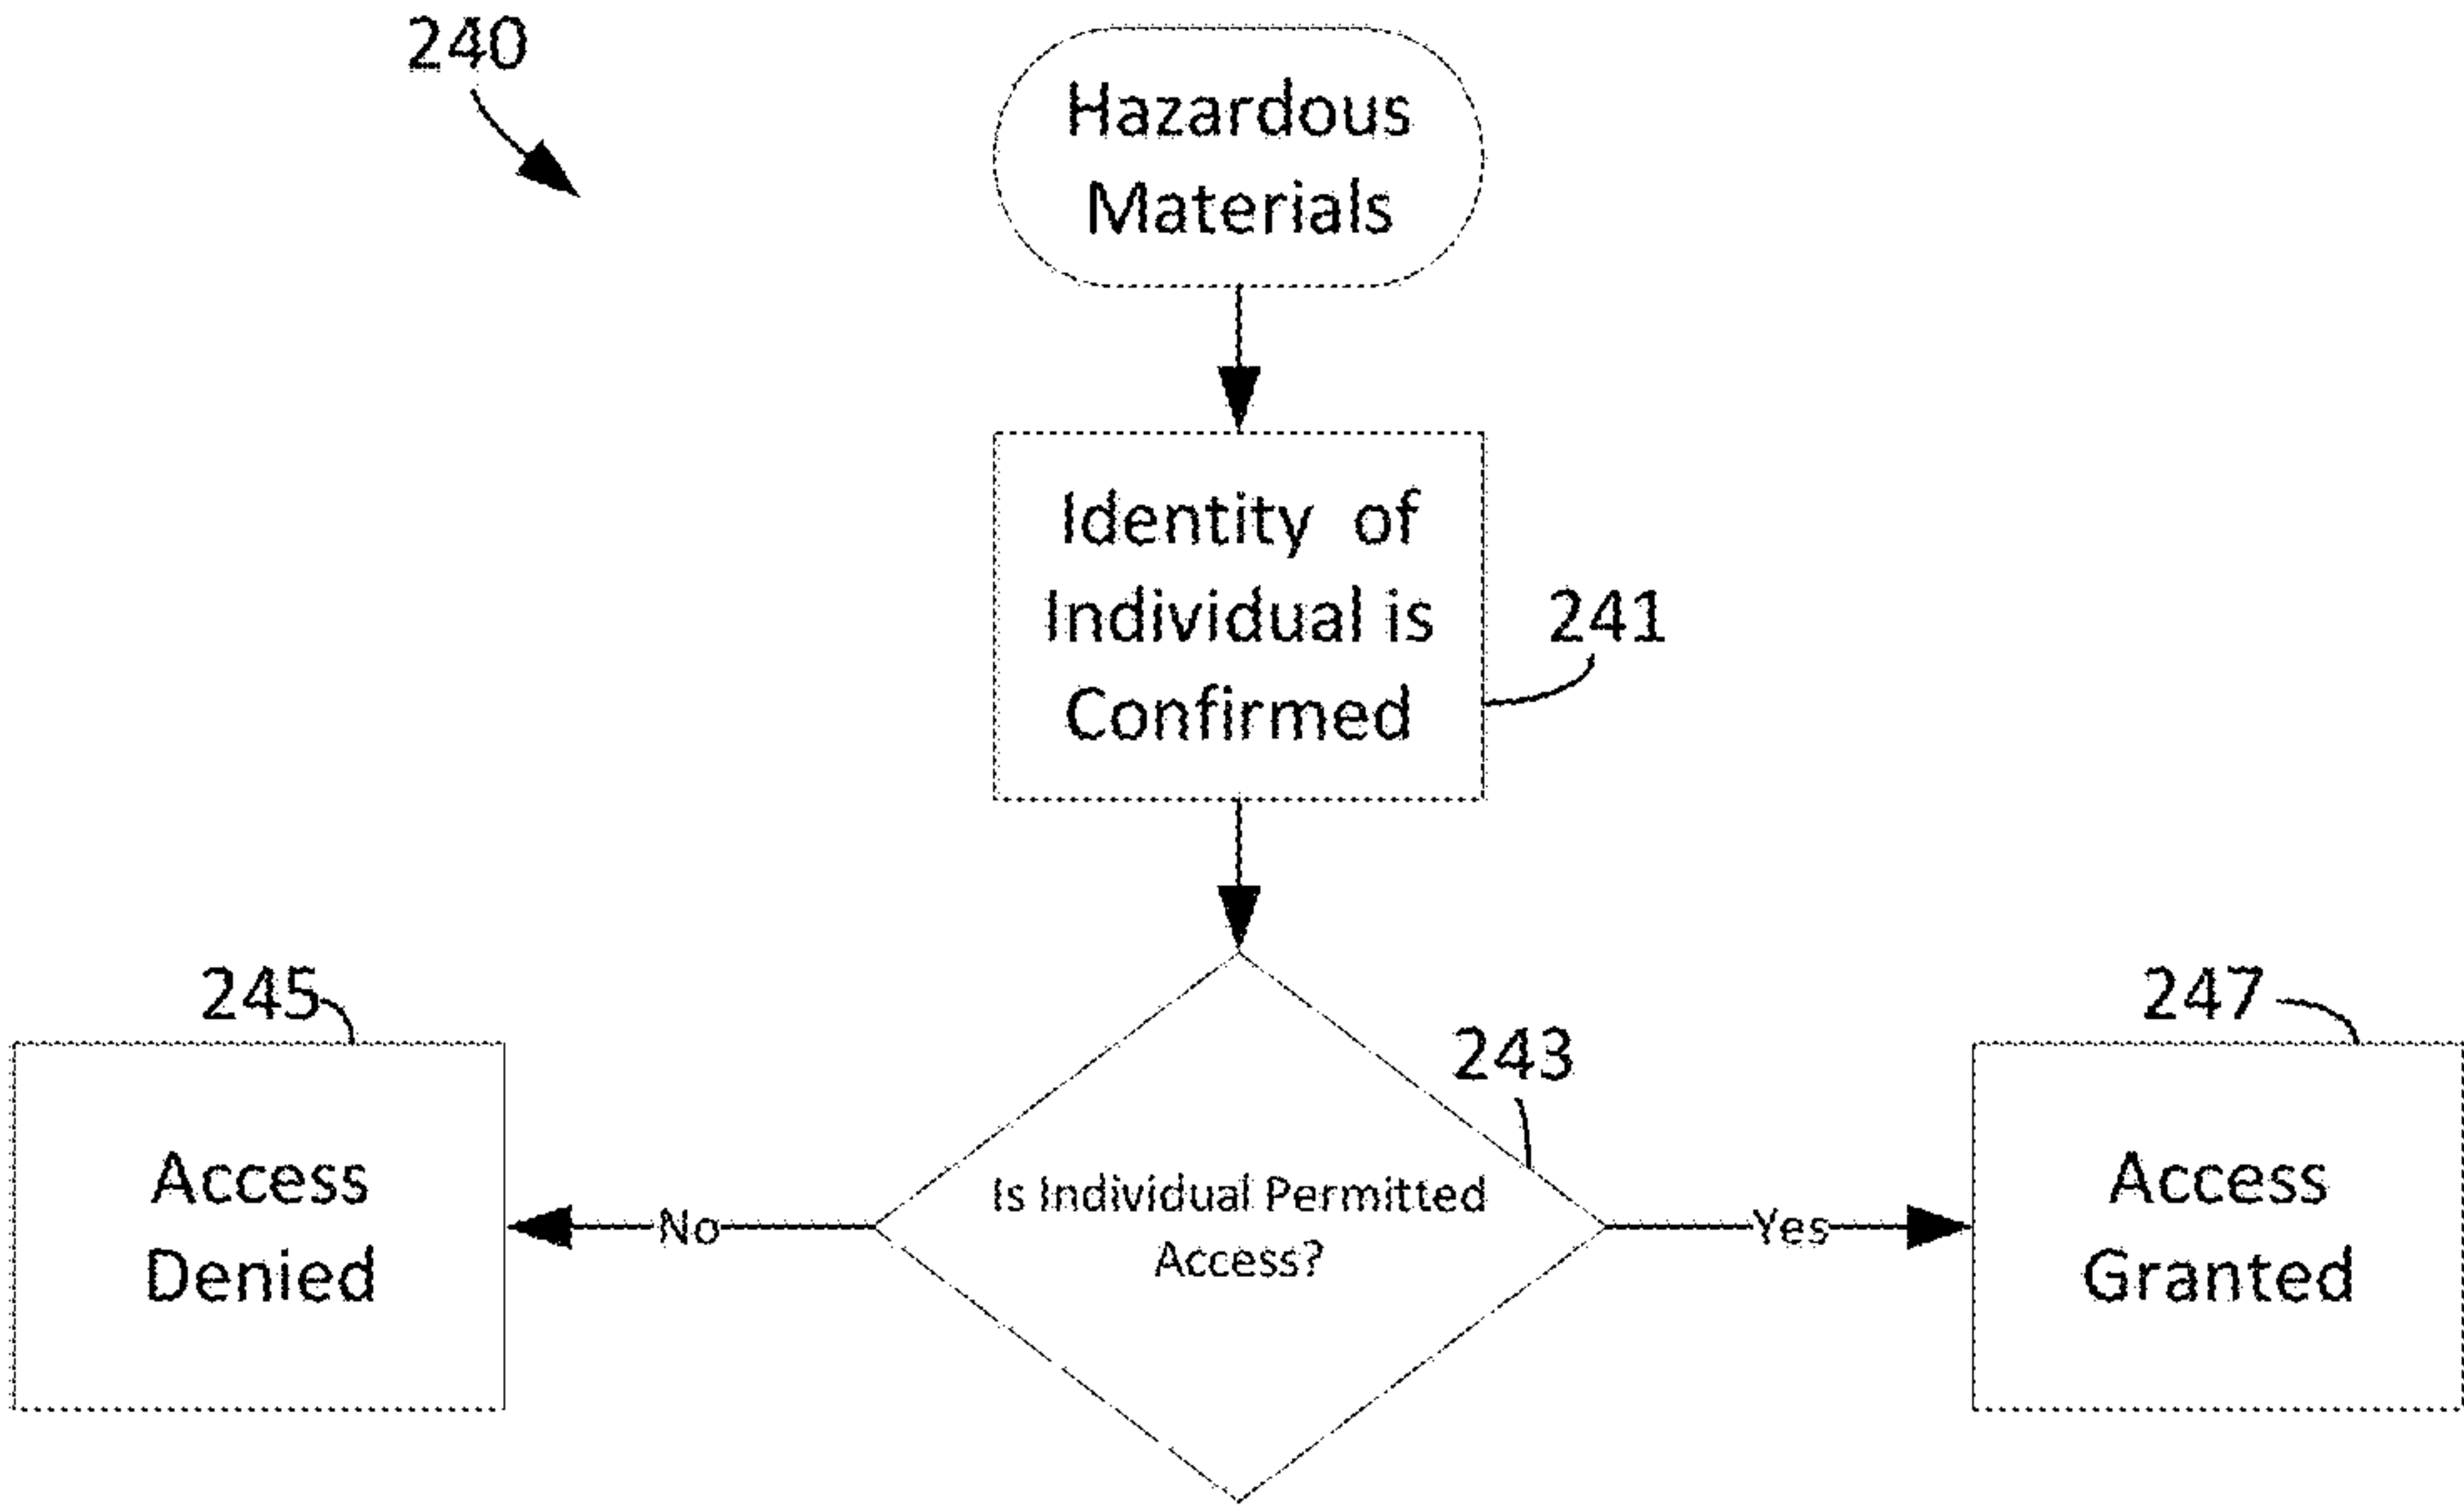 240
Hazardous
Materials
Identity of
Individual is
Confirmed
241
245
243
247
Access
Denied
No
Is Individual Permitted
Access?
Yes
Access
Granted